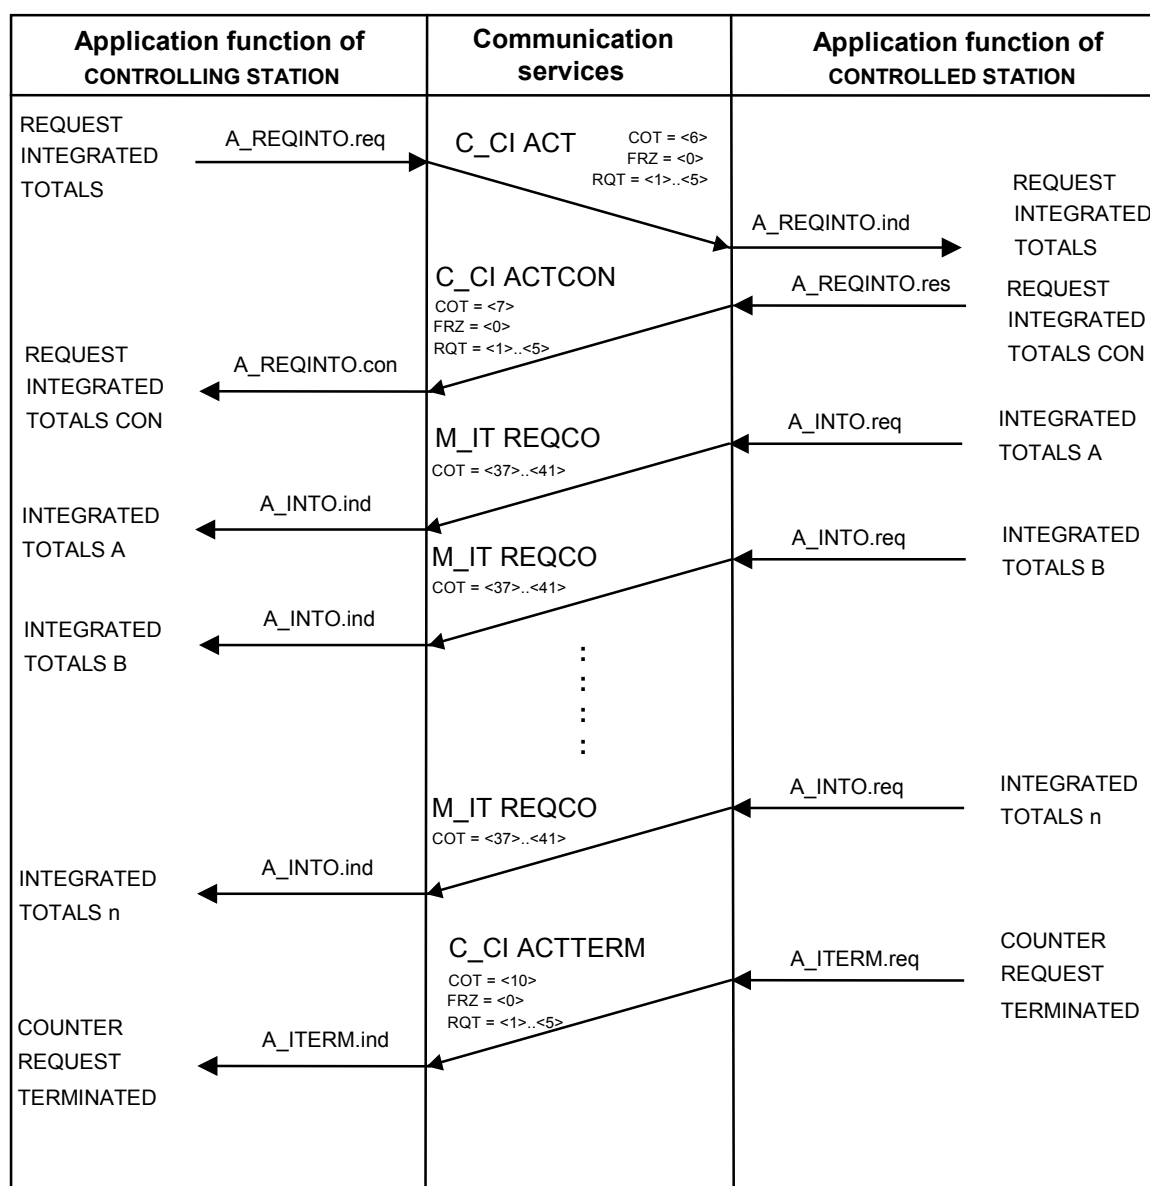 Application function of
CONTROLLING STATION
Communication
services
Application function of
CONTROLLED STATION
REQUEST
INTEGRATED
TOTALS
A_REQINTO.req
C_CI ACT
COT = <6>
FRZ = <0>
RQT = <1>..<5>
A_REQINTO.ind
REQUEST
INTEGRATED
TOTALS
C_CI ACTCON
COT = <7>
FRZ = <0>
RQT = <1>..<5>
A_REQINTO.res
REQUEST
INTEGRATED
TOTALS CON
REQUEST
INTEGRATED
TOTALS CON
A_REQINTO.con
M_IT REQCO
COT = <37>..<41>
A_INTO.req
INTEGRATED
TOTALS A
INTEGRATED
TOTALS A
A_INTO.ind
M_IT REQCO
COT = <37>..<41>
A_INTO.req
INTEGRATED
TOTALS B
INTEGRATED
TOTALS B
A_INTO.ind
M_IT REQCO
COT = <37>..<41>
A_INTO.req
INTEGRATED
TOTALS n
INTEGRATED
TOTALS n
A_INTO.ind
C_CI ACTTERM
COT = <10>
FRZ = <0>
RQT = <1>..<5>
A_ITERM.req
COUNTER
REQUEST
TERMINATED
COUNTER
REQUEST
TERMINATED
A_ITERM.ind